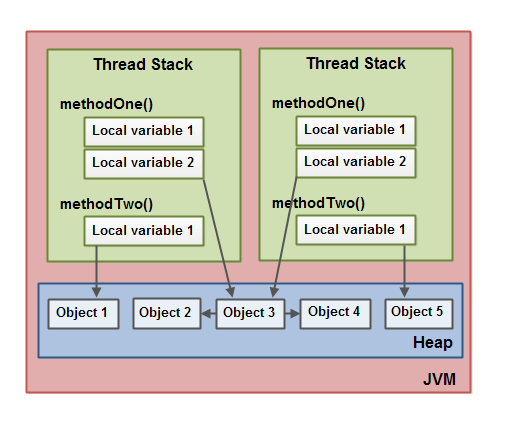 Thread Stack
methodOne()
Local variable 1
Local variable 2
methodTwo()
Local variable 1
Thread Stack
methodOne()
Local variable 1
Local variable 2
methodTwo()
Local variable 1
Object 1
Object 2
Object 3
Object 4
Object 5
Heap
JVM